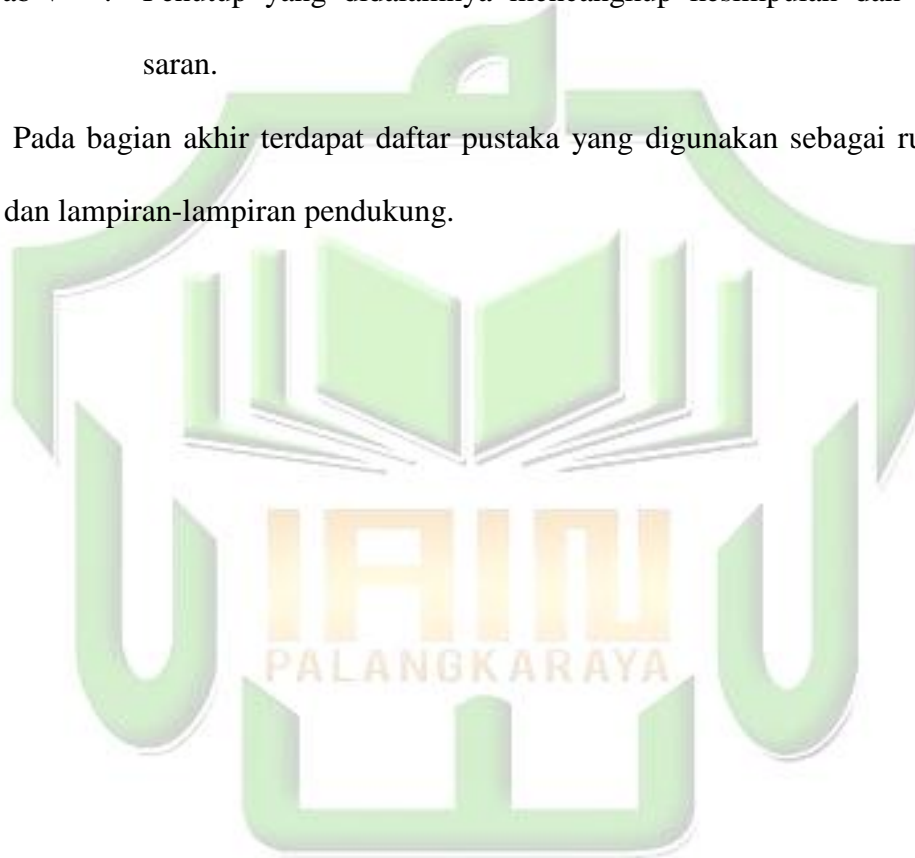 Penutup yang didalamnya mencangkup kesimpulan dan
saran.
Pada bagian akhir terdapat daftar pustaka yang digunakan sebagai
dan lampiran-lampiran pendukung.
IAIN
PALANGKARAYA